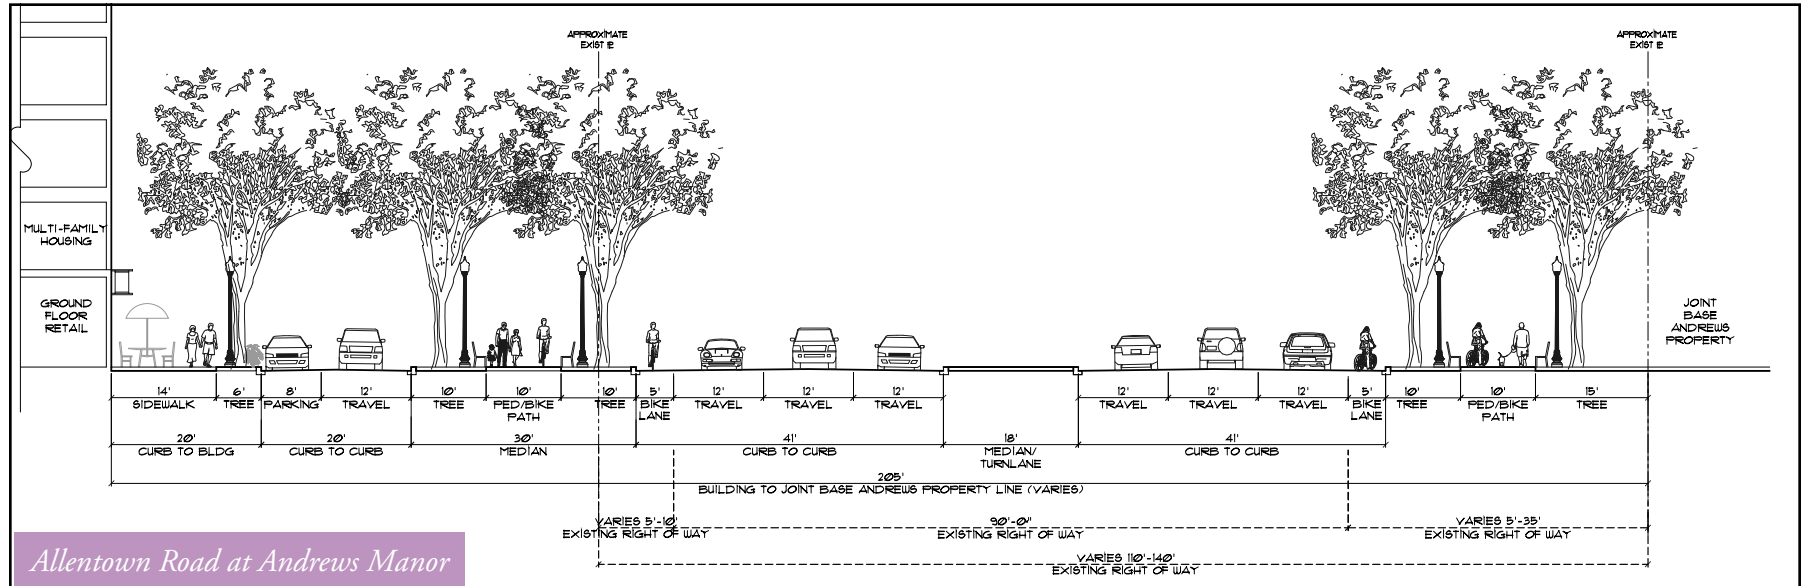 APPROXIMATE
EXIST ℄
APPROXIMATE
EXIST ℄
MULTI-FAMILY
HOUSING
GROUND
FLOOR
RETAIL
JOINT
BASE
ANDREWS
PROPERTY
14' 6' 8' 12' 10' 10' 10' 5' 12' 12' 12' 12' 12' 12' 5' 10' 10' 15'
SIDEWALK TREE PARKING TRAVEL TREE PED/BIKE TREE BIKE TRAVEL TRAVEL TRAVEL TRAVEL TRAVEL TRAVEL BIKE TREE PED/BIKE TREE
PATH LANE LANE PATH
20' 20' 30' 41' 18' 41'
CURB TO BLDG CURB TO CURB MEDIAN CURB TO CURB MEDIAN/ CURB TO CURB
TURNLANE
205'
BUILDING TO JOINT BASE ANDREWS PROPERTY LINE (VARIES)
VARIES 5'-10' 90'-0" VARIES 5'-35'
EXISTING RIGHT OF WAY EXISTING RIGHT OF WAY EXISTING RIGHT OF WAY
VARIES 110'-140'
EXISTING RIGHT OF WAY
Allentown Road at Andrews Manor